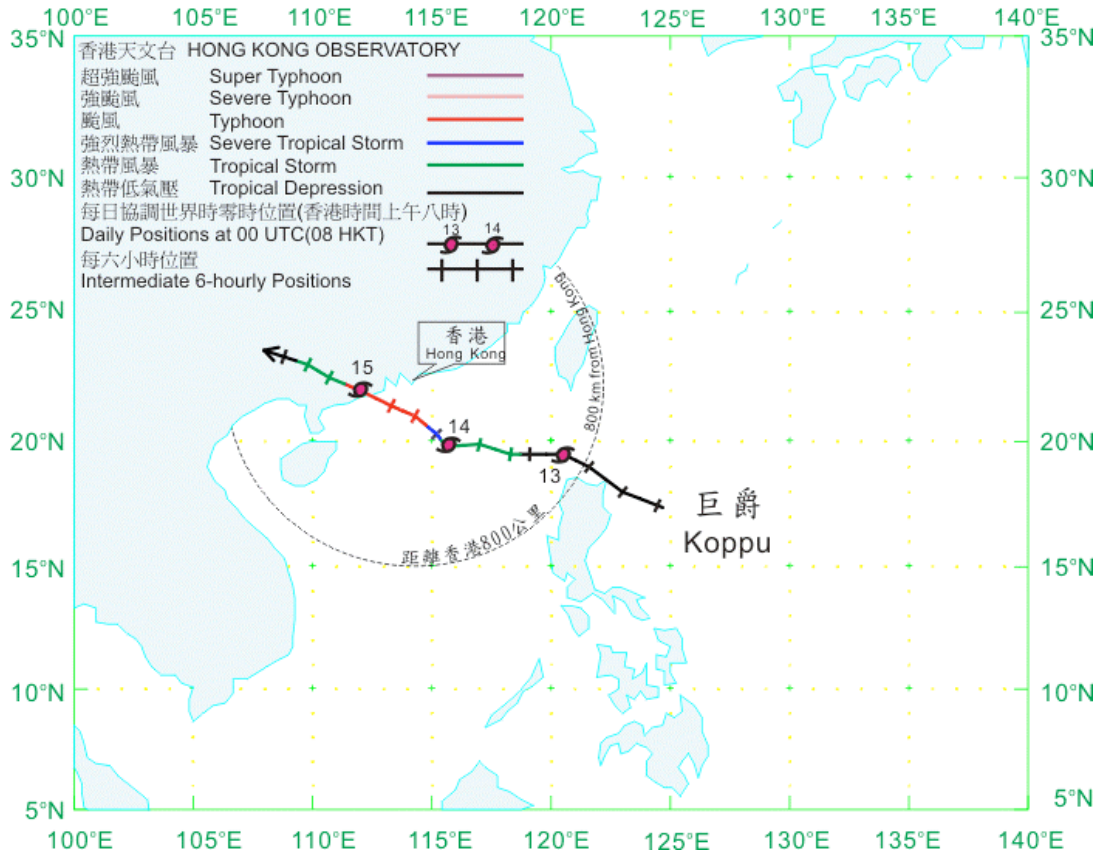 100°E 105°E 110°E 115°E 120°E 125°E 130°E 135°E 140°E
35°N 35°N
香港天文台 HONG KONG OBSERVATORY
超強颱風 Super Typhoon
強颱風 Severe Typhoon
颱風 Typhoon
強烈熱帶風暴 Severe Tropical Storm
熱帶風暴 Tropical Storm
熱帶低氣壓 Tropical Depression
30°N 30°N
每日協調世界時零時位置(香港時間上午八時)
Daily Positions at 00 UTC(08 HKT) 13 14
每六小時位置
Intermediate 6-hourly Positions
25°N 25°N
800 km from Hong Kong
香港
Hong Kong
15
14
20°N 20°N
13
巨爵
Koppu
距離香港800公里
15°N 15°N
10°N 10°N
5°N 5°N
100°E 105°E 110°E 115°E 120°E 125°E 130°E 135°E 140°E